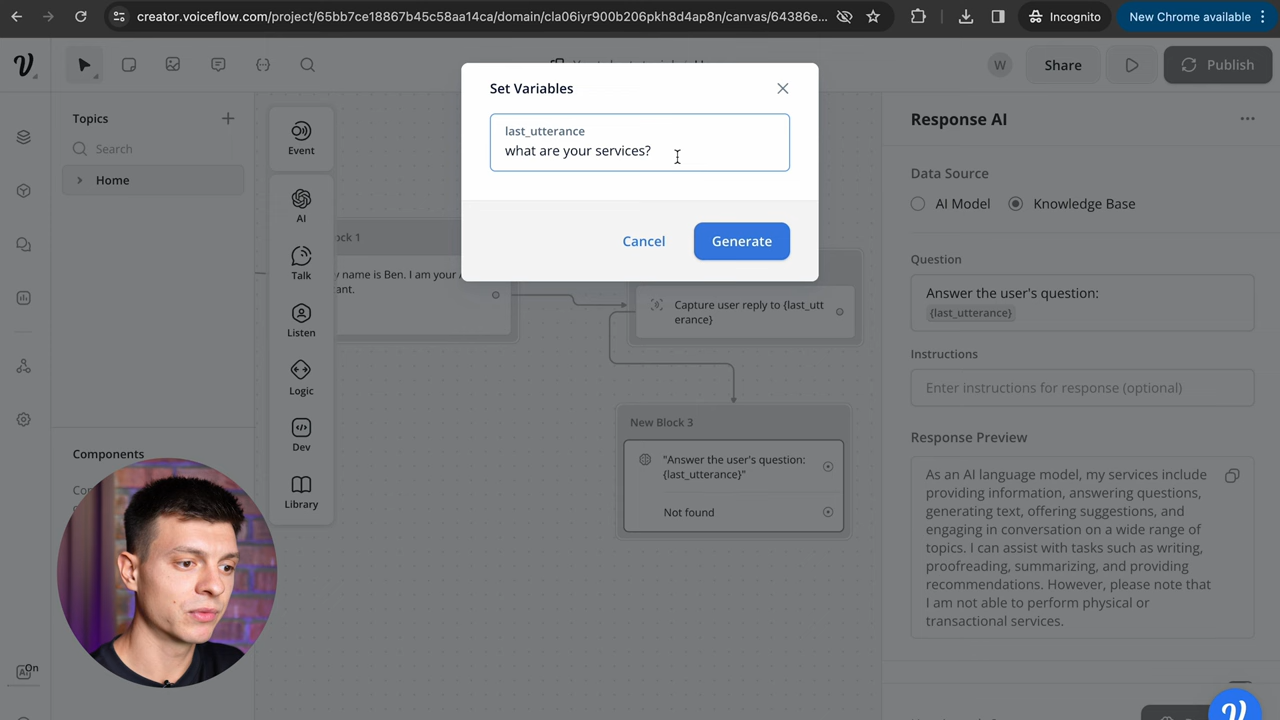 creator.voiceflow.com/project/65bb7ce18867b45c58aa14ca/domain/cla06iyr900b206pkh8d4ap8n/canvas/64386e...
Incognito
New Chrome available
W
Share
Publish
Topics
Search
Home
Components
On
Event
AI
Talk
Listen
Logic
Dev
Library
Set Variables
last_utterance
what are your services?
Cancel
Generate
ock 1
name is Ben. I am your
ant.
Capture user reply to {last_utt
erance}
New Block 3
"Answer the user's question:
{last_utterance}"
Not found
Response AI
Data Source
AI Model
Knowledge Base
Question
Answer the user's question:
{last_utterance}
Instructions
Enter instructions for response (optional)
Response Preview
As an AI language model, my services include
providing information, answering questions,
generating text, offering suggestions, and
engaging in conversation on a wide range of
topics. I can assist with tasks such as writing,
proofreading, summarizing, and providing
recommendations. However, please note that
I am not able to perform physical or
transactional services.